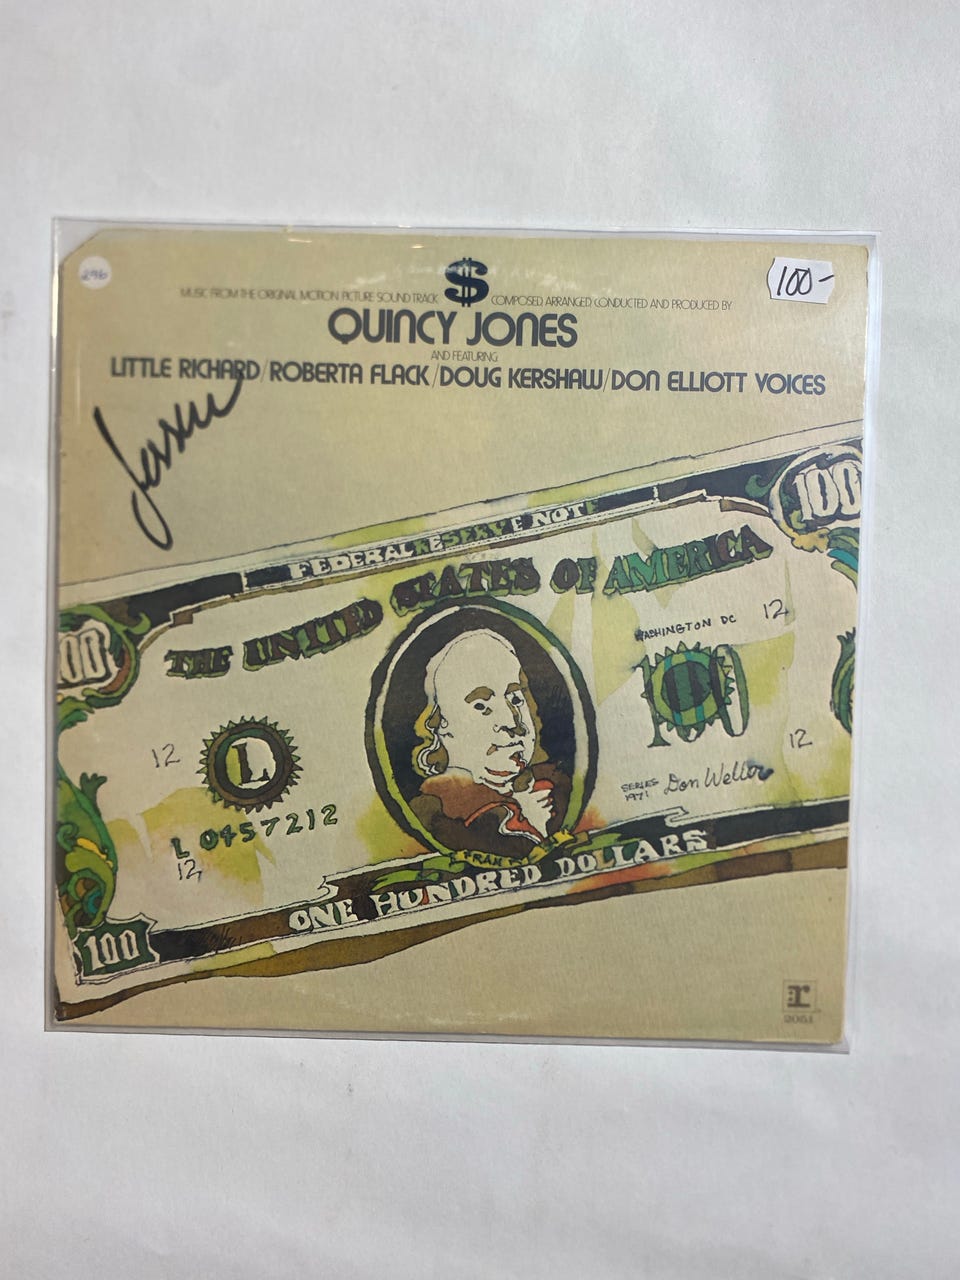 296
100-
$
MUSIC FROM THE ORIGINAL MOTION PICTURE SOUND TRACK
COMPOSED, ARRANGED, CONDUCTED AND PRODUCED BY
QUINCY JONES
AND FEATURING
LITTLE RICHARD/ROBERTA FLACK/DOUG KERSHAW/DON ELLIOTT VOICES
FEDERAL RESERVE NOTE
100
THE UNITED STATES OF AMERICA
100
WASHINGTON DC
12
100
12
L
12
SERIES
1971
Don Weller
L 0457212
12
FRAN
ONE HUNDRED DOLLARS
100
r
2051